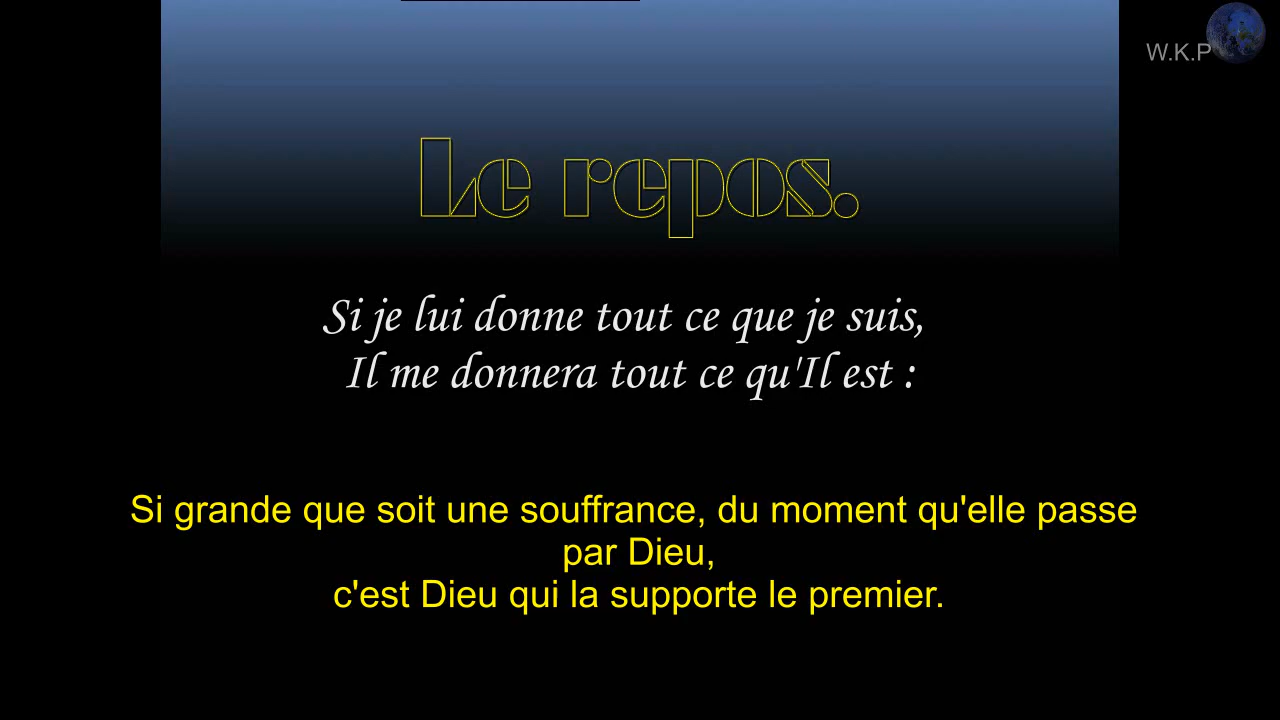 W.K.P
Le repos.
Si je lui donne tout ce que je suis,
Il me donnera tout ce qu'Il est :
Si grande que soit une souffrance, du moment qu'elle passe
par Dieu,
c'est Dieu qui la supporte le premier.